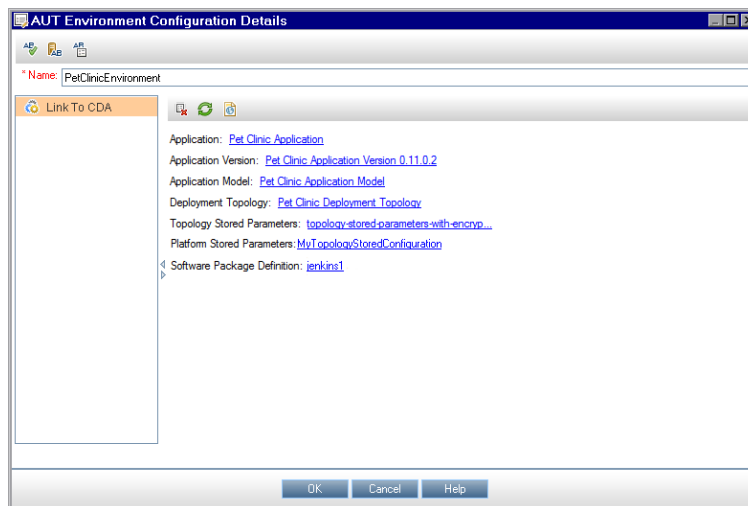 AUT Environment Configuration Details
*Name: PetClinicEnvironment
Link To CDA
Application: Pet Clinic Application
Application Version: Pet Clinic Application Version 0.11.0.2
Application Model: Pet Clinic Application Model
Deployment Topology: Pet Clinic Deployment Topology
Topology Stored Parameters: topology-stored-parameters-with-encryp...
Platform Stored Parameters: MyTopologyStoredConfiguration
Software Package Definition: jenkins1
OK Cancel Help